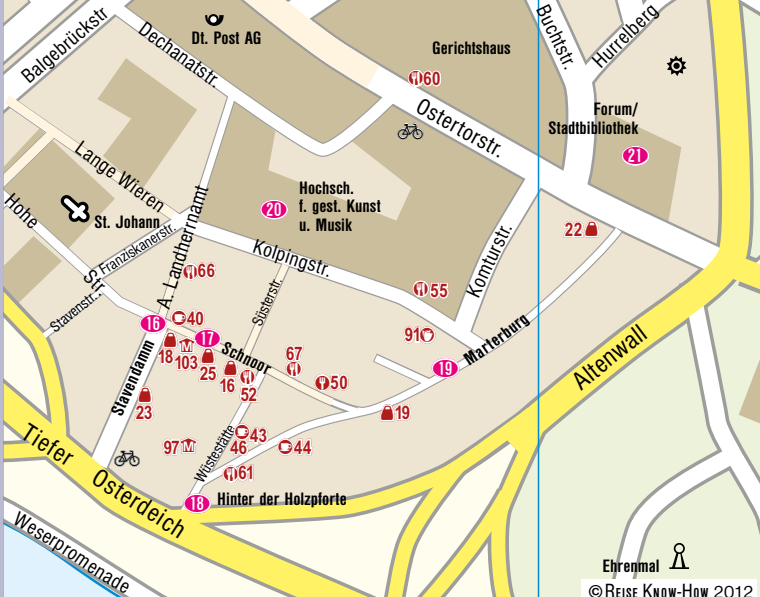 Balgebrückstr
Dt. Post AG
Dechanatstr.
Gerichtshaus
60
Buchtstr.
Hurrelberg
Ostertorstr.
Forum/
Stadtbibliothek
21
Lange Wieren
Hohe
Str.
St. Johann
20
Hochsch.
f. gest. Kunst
u. Musik
22
Franziskanerstr.
A. Landherrnamt
Kolpingstr.
Komturstr.
66
55
Stavenstr.
Süsterstr.
16
40
17
Schnoor
18
103
25
16
52
67
50
91
Marterburg
19
Altenwall
Stavendamm
23
19
97
Wüstestätte
43
46
44
61
18
Hinter der Holzpforte
Tiefer
Osterdeich
Weserpromenade
Ehrenmal
© REISE KNOW-HOW 2012